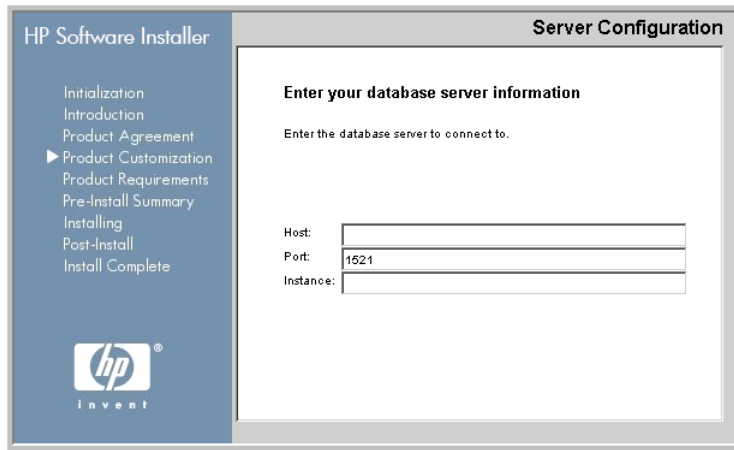 HP Software Installer
Server Configuration
Initialization
Introduction
Product Agreement
Product Customization
Product Requirements
Pre-Install Summary
Installing
Post-Install
Install Complete
hp
®
invent
Enter your database server information
Enter the database server to connect to.
Host:
Port: 1521
Instance: